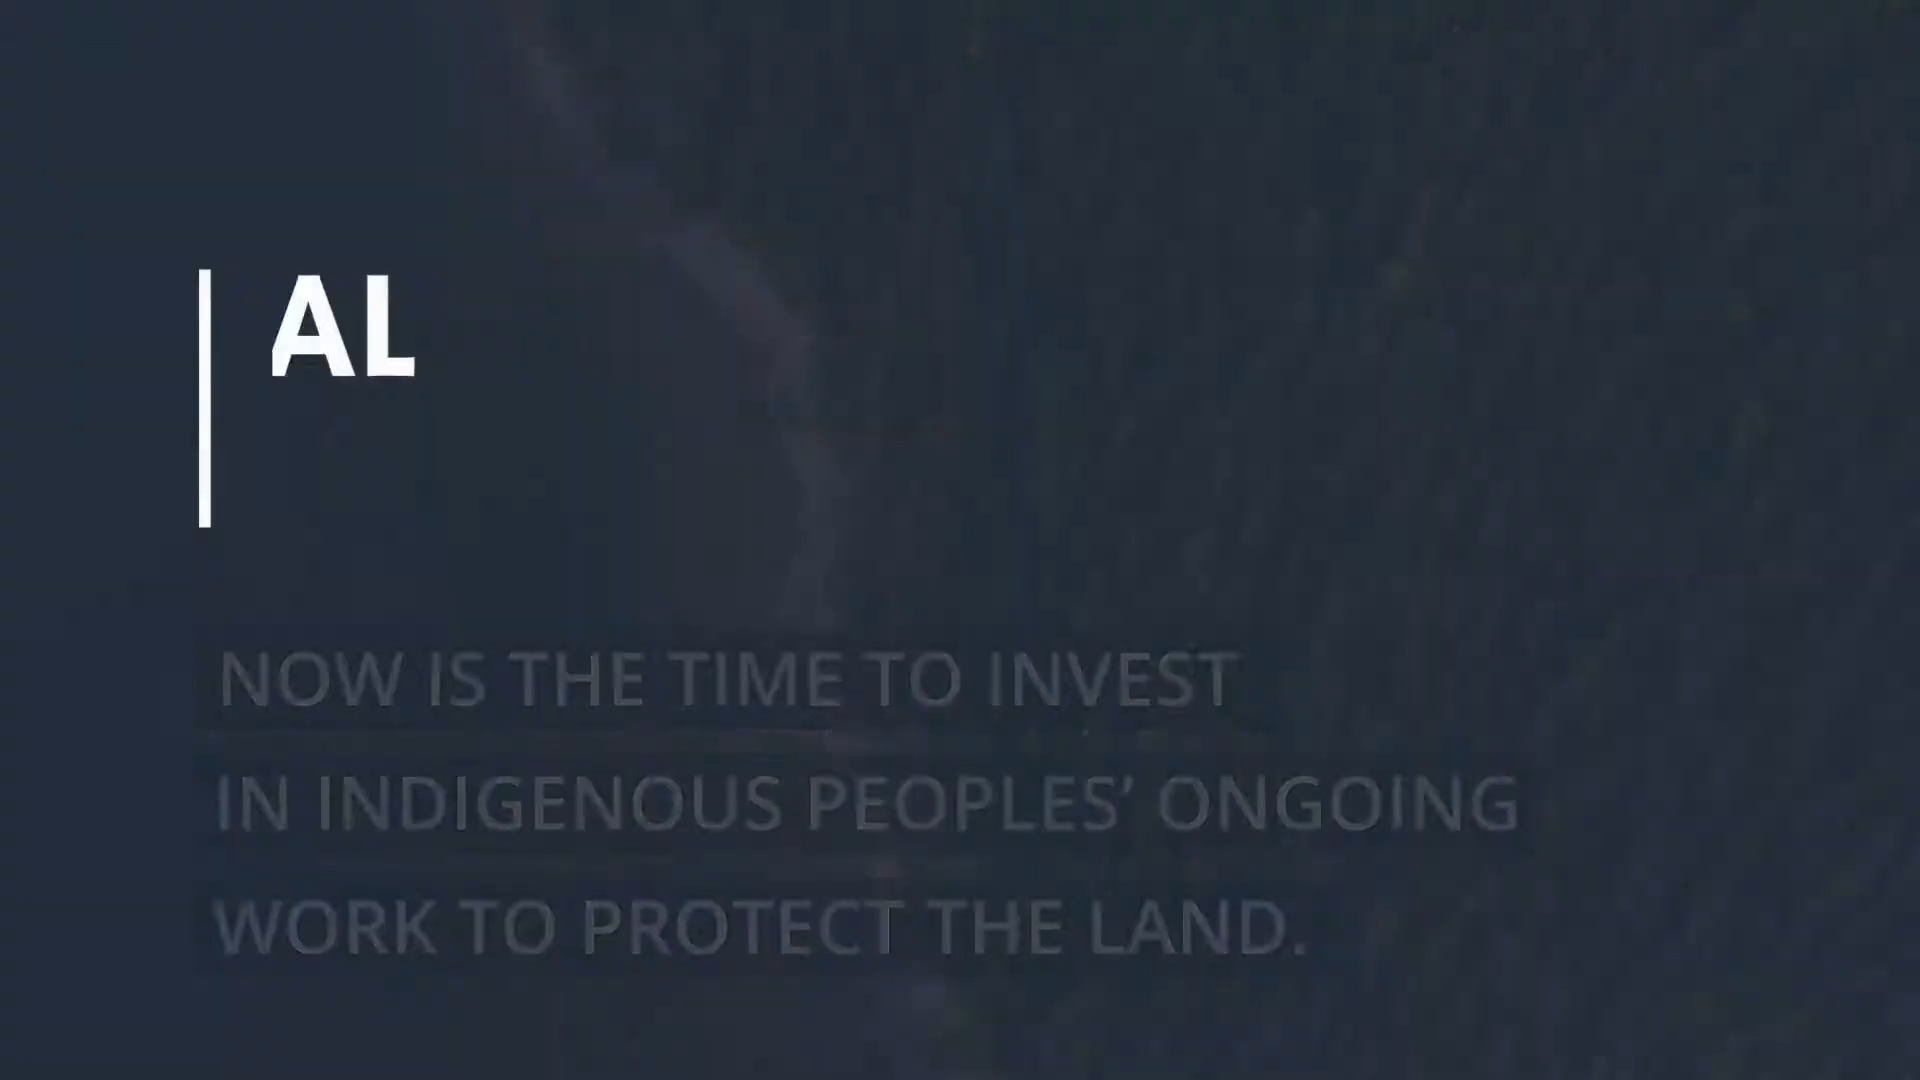 AL
NOW IS THE TIME TO INVEST
IN INDIGENOUS PEOPLES’ ONGOING
WORK TO PROTECT THE LAND.